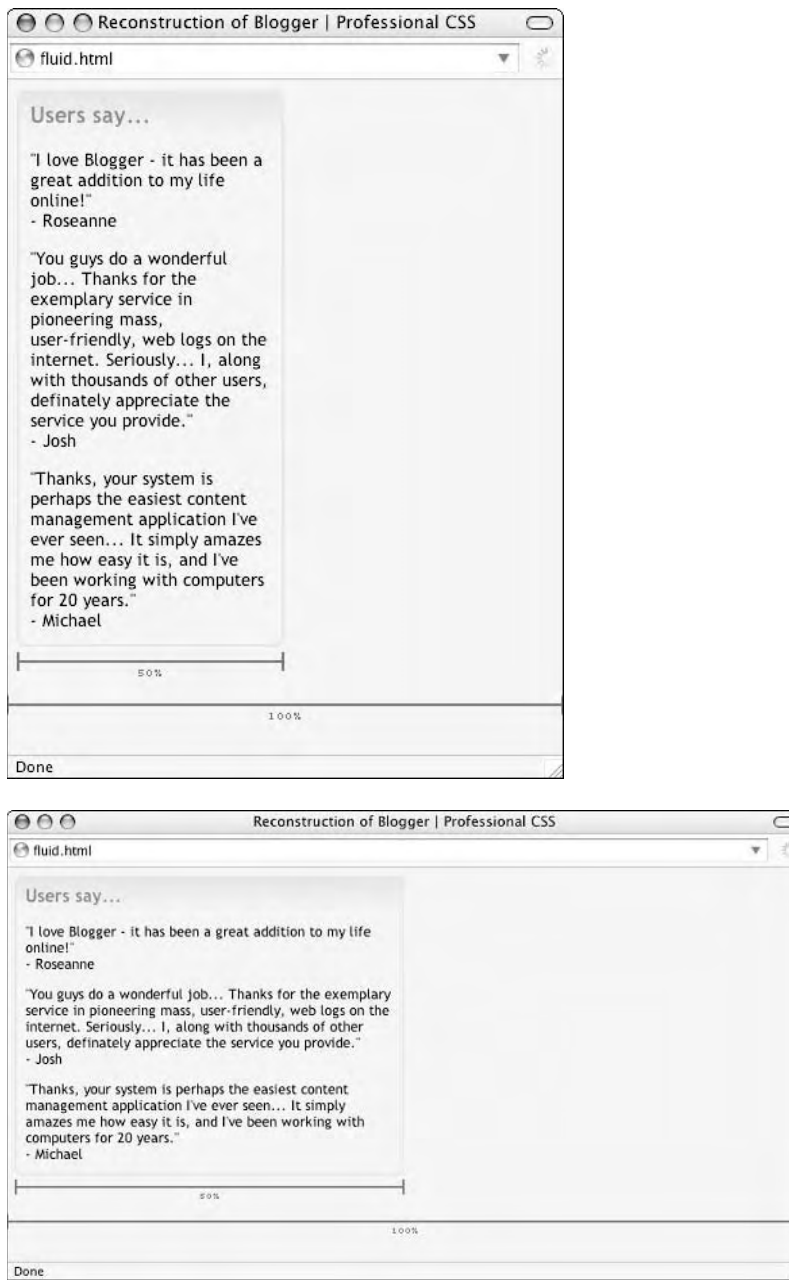 Reconstruction of Blogger | Professional CSS
fluid.html
Users say...
"I love Blogger - it has been a
great addition to my life
online!"
- Roseanne
"You guys do a wonderful
job... Thanks for the
exemplary service in
pioneering mass,
user-friendly, web logs on the
internet. Seriously... I, along
with thousands of other users,
definately appreciate the
service you provide."
- Josh
"Thanks, your system is
perhaps the easiest content
management application I've
ever seen... It simply amazes
me how easy it is, and I've
been working with computers
for 20 years."
- Michael
50%
100%
Done
Reconstruction of Blogger | Professional CSS
fluid.html
Users say...
"I love Blogger - it has been a great addition to my life
online!"
- Roseanne
"You guys do a wonderful job... Thanks for the exemplary
service in pioneering mass, user-friendly, web logs on the
internet. Seriously... I, along with thousands of other
users, definately appreciate the service you provide."
- Josh
"Thanks, your system is perhaps the easiest content
management application I've ever seen... It simply
amazes me how easy it is, and I've been working with
computers for 20 years."
- Michael
50%
100%
Done